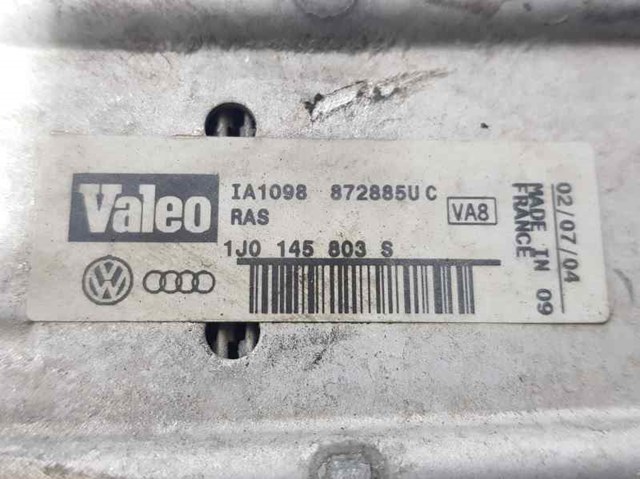 Valeo
IA1098 872885U C
RAS
VA8
1J0 145 803 S
02/07/04
MADE IN 09
FRANCE